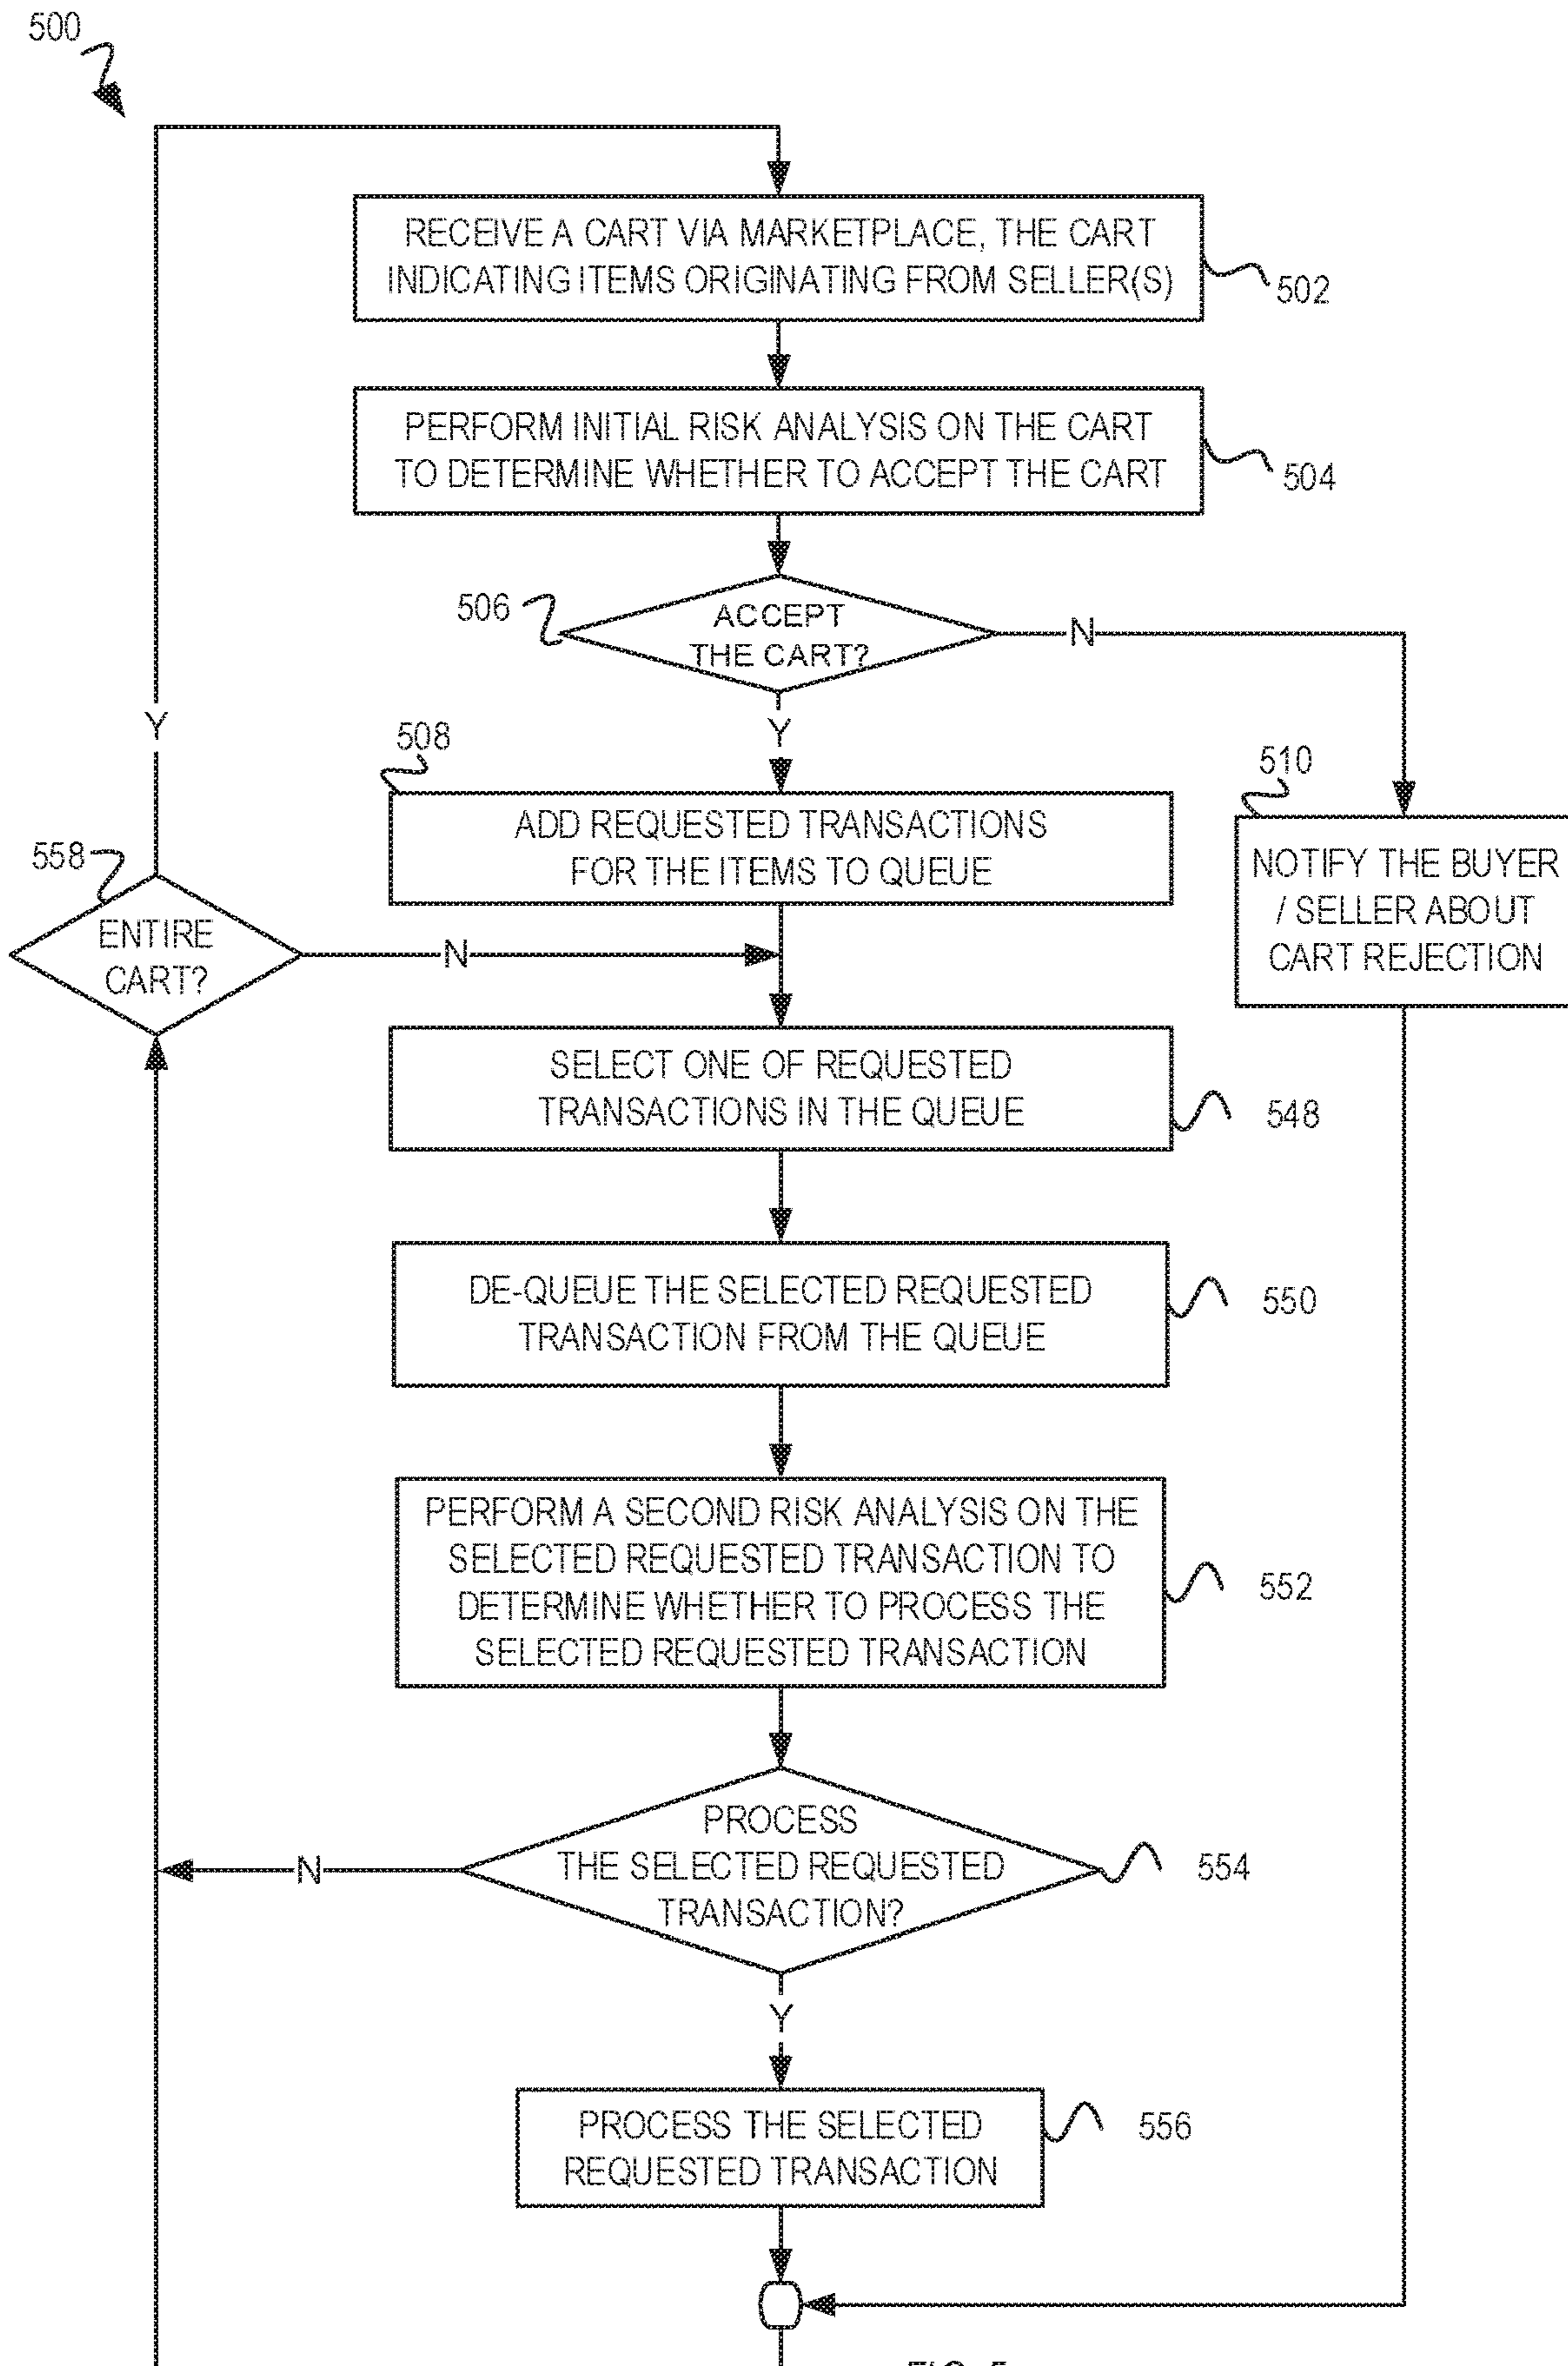 500
RECEIVE A CART VIA MARKETPLACE, THE CART
INDICATING ITEMS ORIGINATING FROM SELLER(S)
502
PERFORM INITIAL RISK ANALYSIS ON THE CART
TO DETERMINE WHETHER TO ACCEPT THE CART
504
506
ACCEPT
THE CART?
N
Y
Y
508
510
ADD REQUESTED TRANSACTIONS
FOR THE ITEMS TO QUEUE
NOTIFY THE BUYER
/ SELLER ABOUT
CART REJECTION
558
ENTIRE
CART?
N
SELECT ONE OF REQUESTED
TRANSACTIONS IN THE QUEUE
548
DE-QUEUE THE SELECTED REQUESTED
TRANSACTION FROM THE QUEUE
550
PERFORM A SECOND RISK ANALYSIS ON THE
SELECTED REQUESTED TRANSACTION TO
DETERMINE WHETHER TO PROCESS THE
SELECTED REQUESTED TRANSACTION
552
PROCESS
THE SELECTED REQUESTED
TRANSACTION?
554
N
Y
PROCESS THE SELECTED
REQUESTED TRANSACTION
556